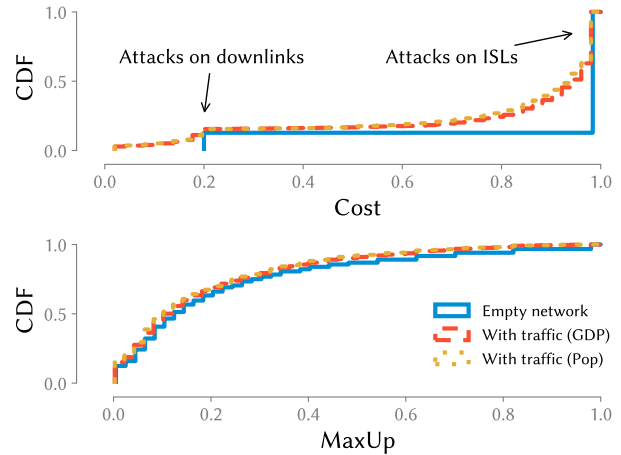 1.0
Attacks on downlinks
Attacks on ISLs
CDF
0.5
0.0
0.0 0.2 0.4 0.6 0.8 1.0
Cost
1.0
CDF
0.5
Empty network
With traffic (GDP)
With traffic (Pop)
0.0
0.0 0.2 0.4 0.6 0.8 1.0
MaxUp